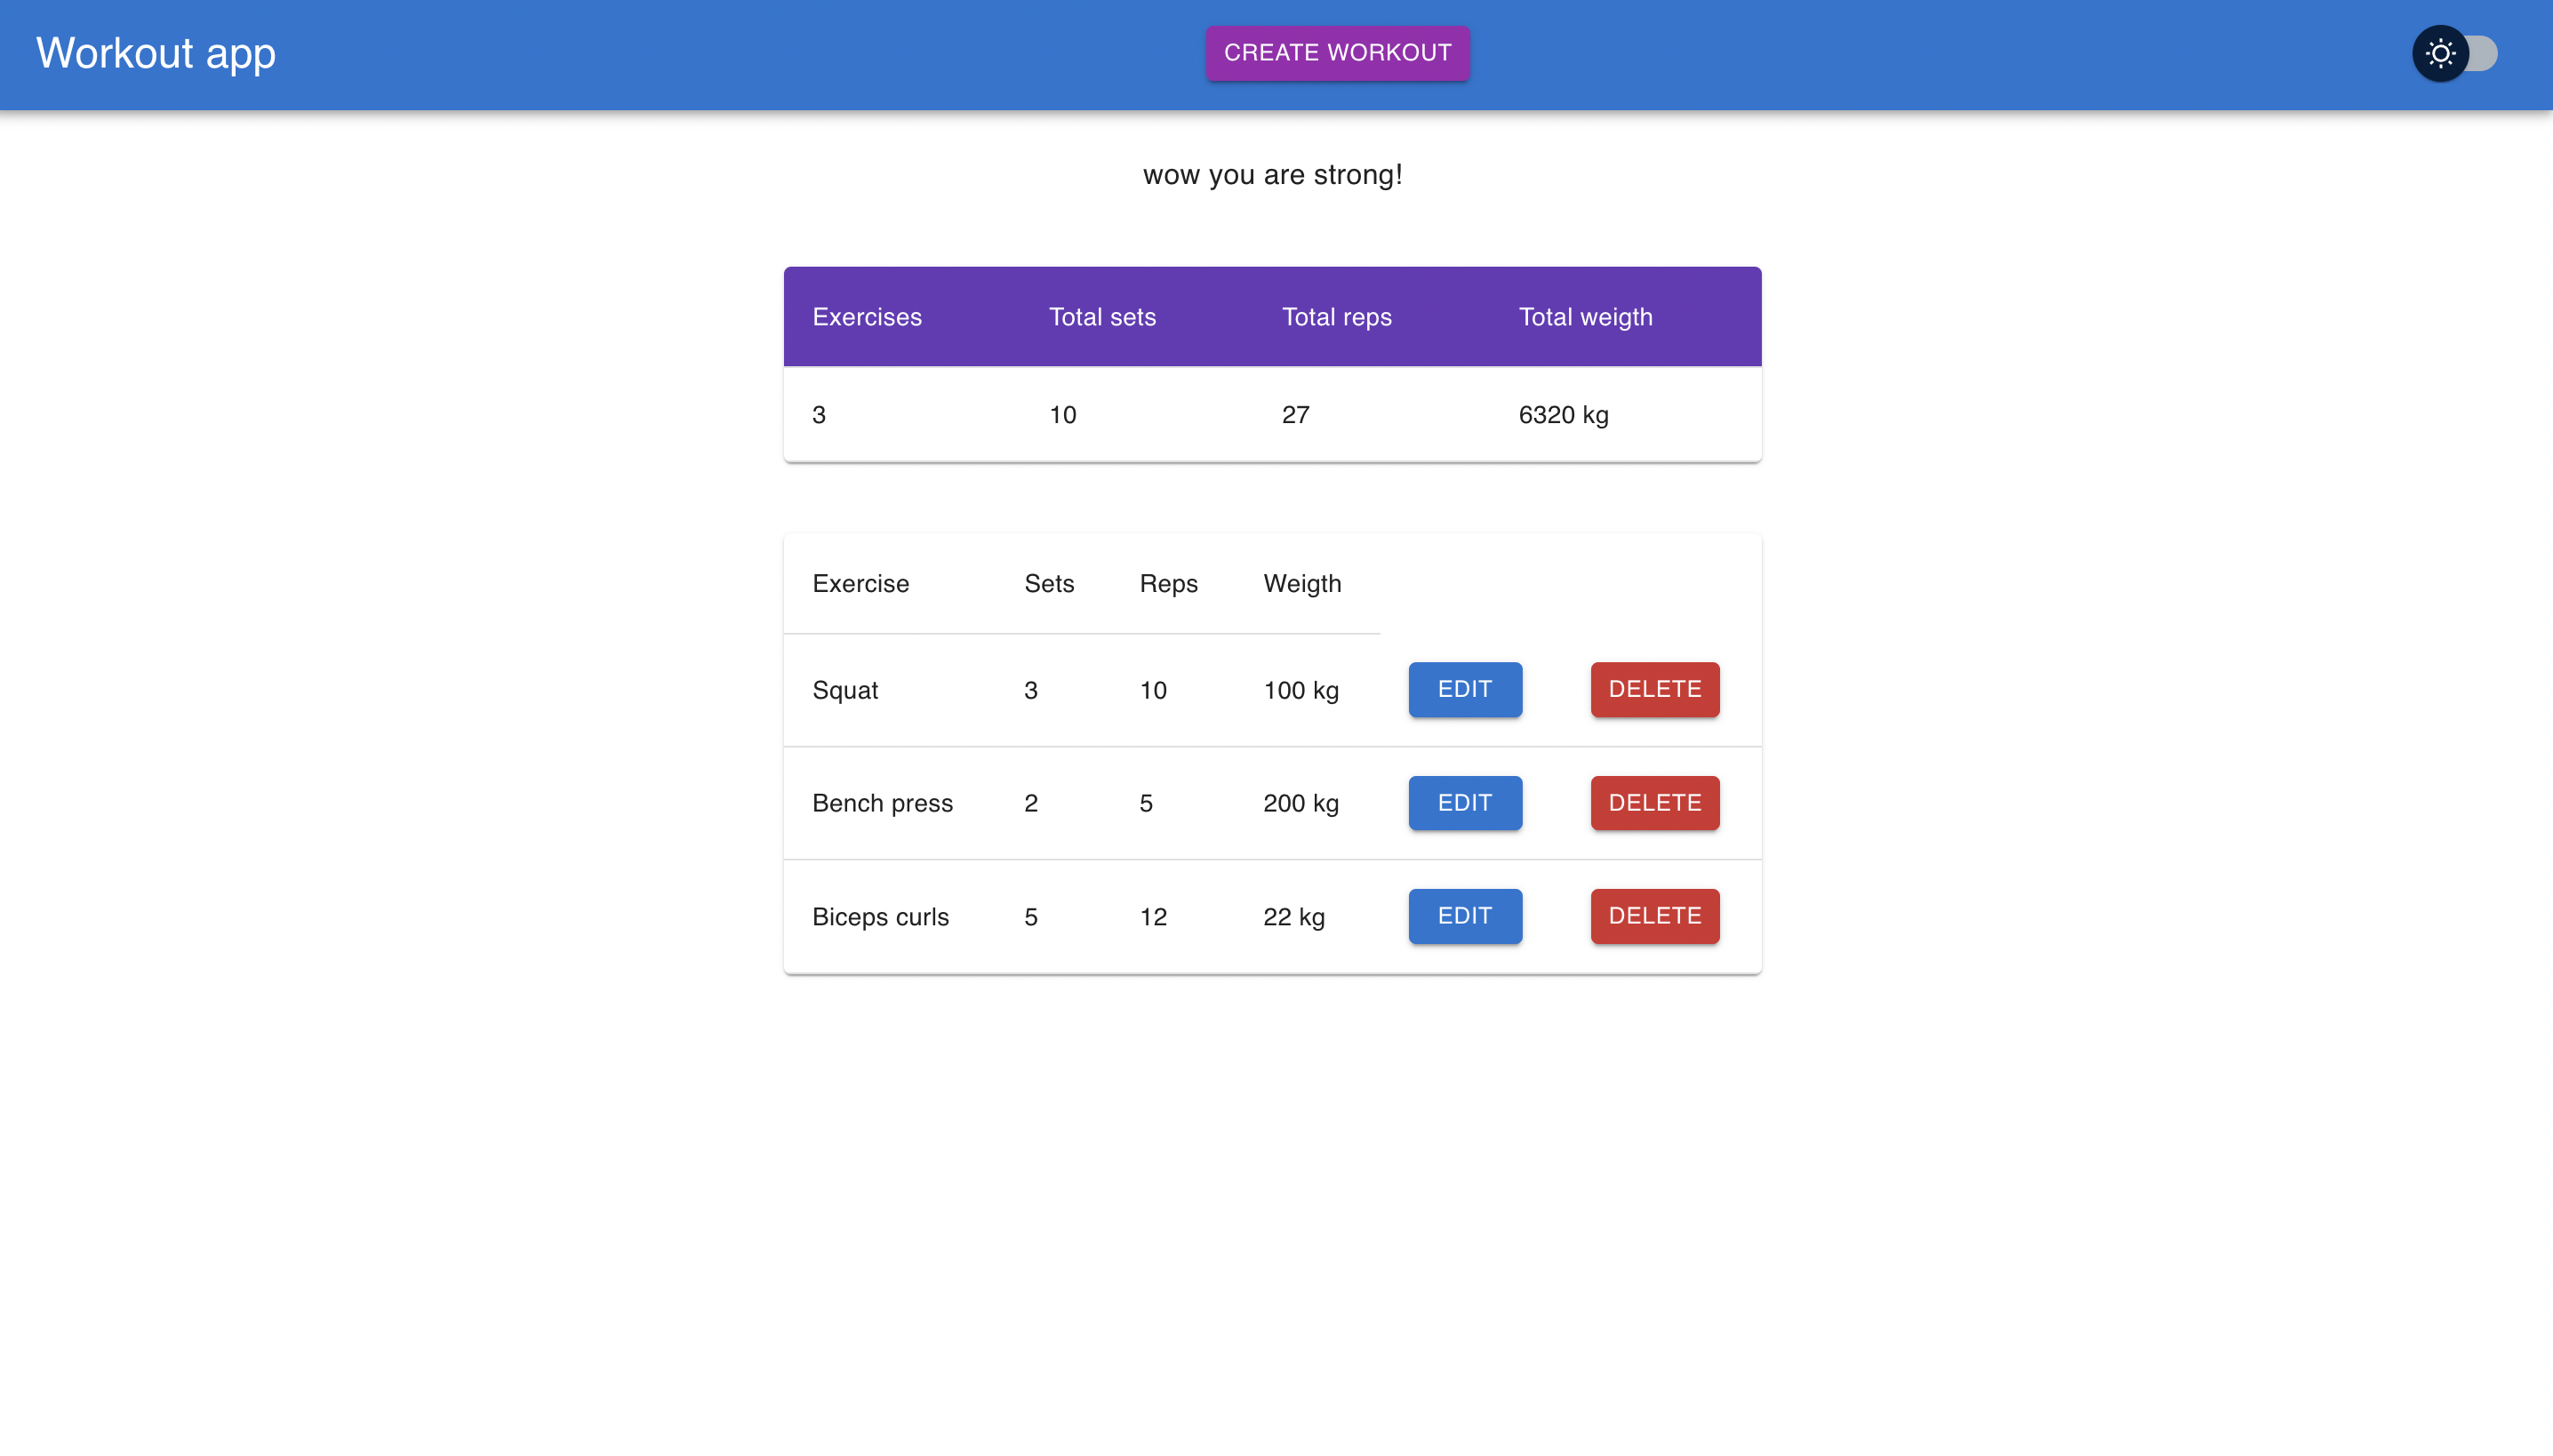 Workout app CREATE WORKOUT
wow you are strong!
Exercises Total sets Total reps Total weigth
3 10 27 6320 kg
Exercise Sets Reps Weigth
Squat 3 10 100 kg EDIT DELETE
Bench press 2 5 200 kg EDIT DELETE
Biceps curls 5 12 22 kg EDIT DELETE